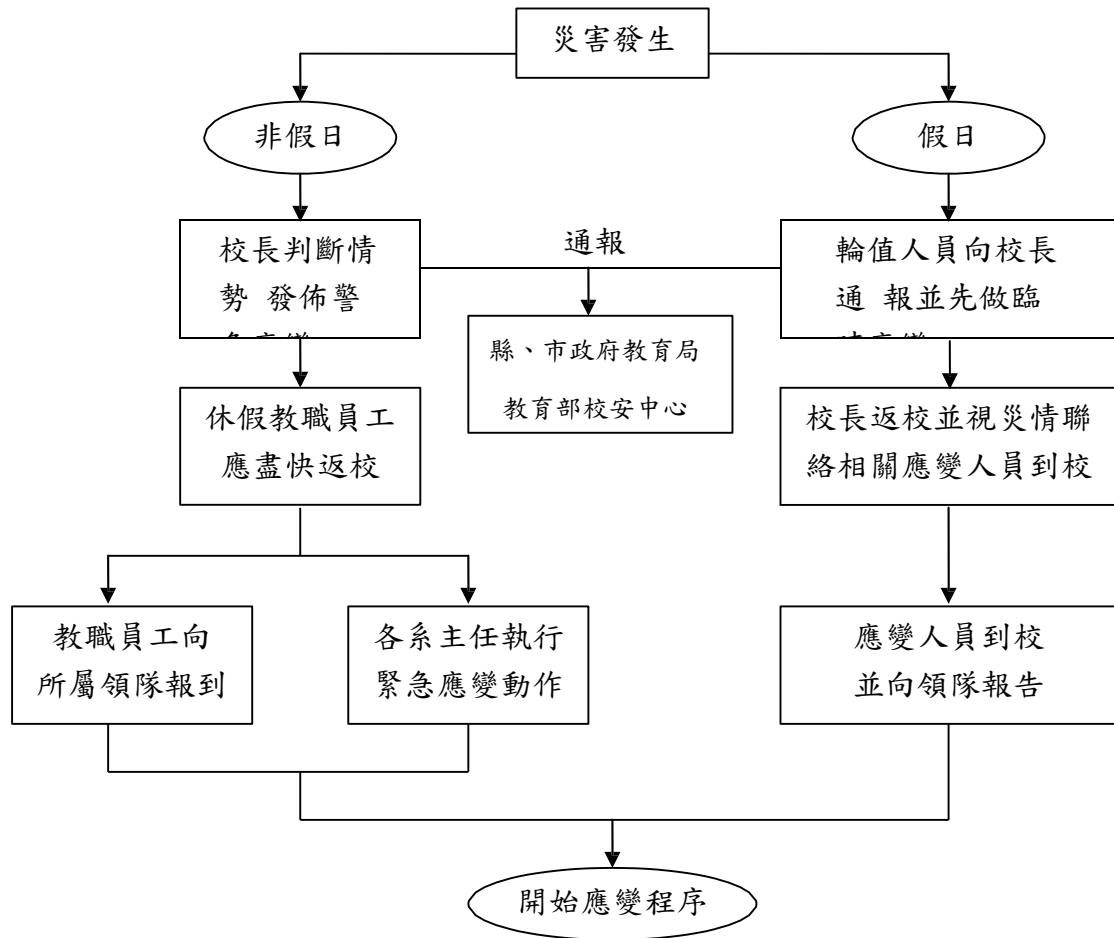 災害發生
非假日
假日
校長判斷情
勢 發佈警
通報
輪值人員向校長
通 報並先做臨
縣、市政府教育局
教育部校安中心
休假教職員工
應盡快返校
校長返校並視災情聯
絡相關應變人員到校
教職員工向
所屬領隊報到
各系主任執行
緊急應變動作
應變人員到校
並向領隊報告
開始應變程序